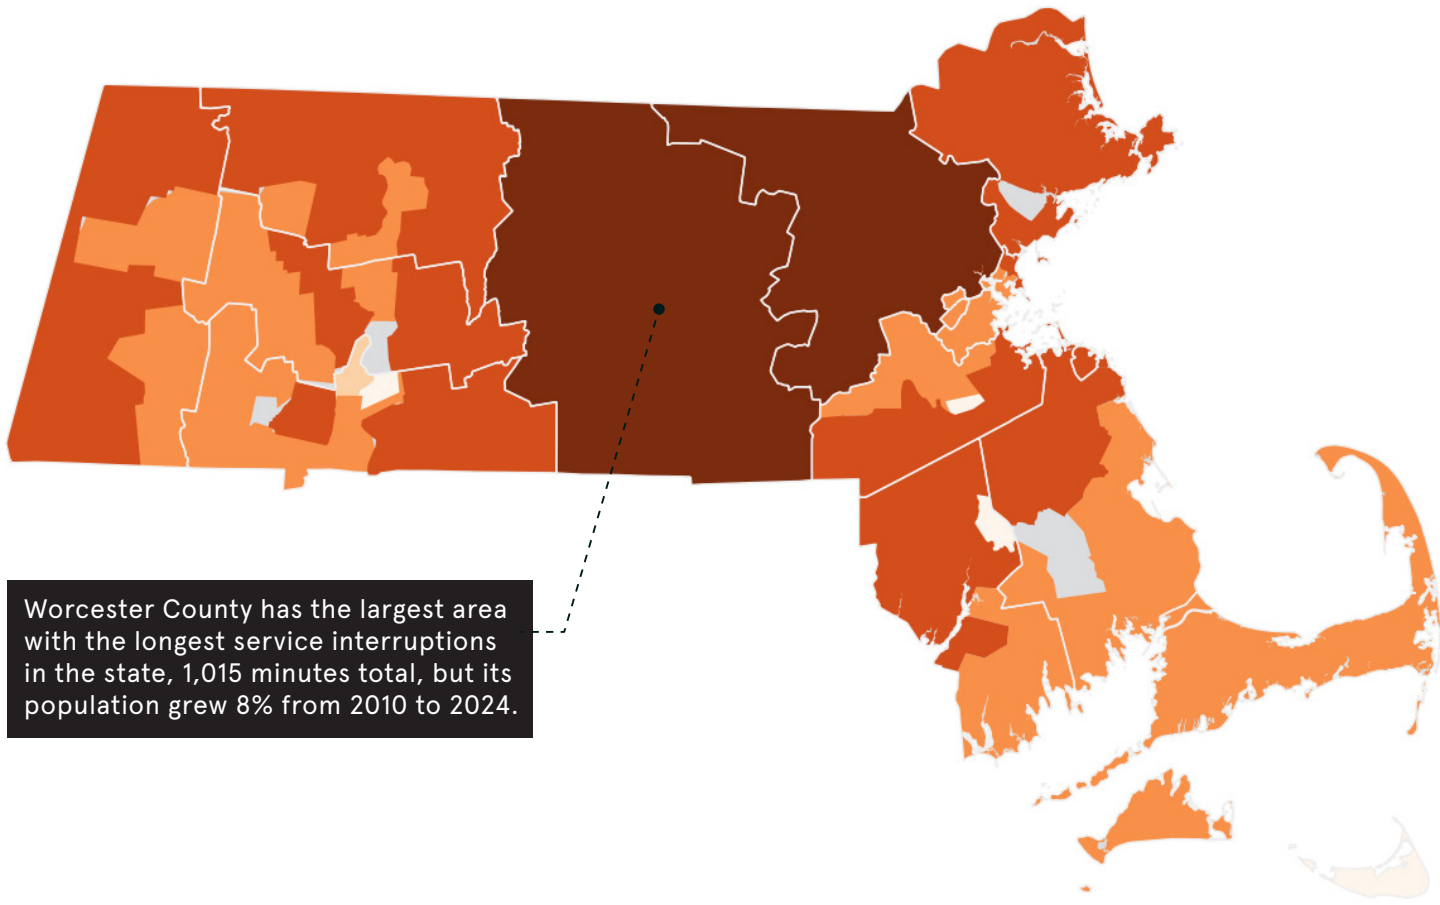 Worcester County has the largest area
with the longest service interruptions
in the state, 1,015 minutes total, but its
population grew 8% from 2010 to 2024.